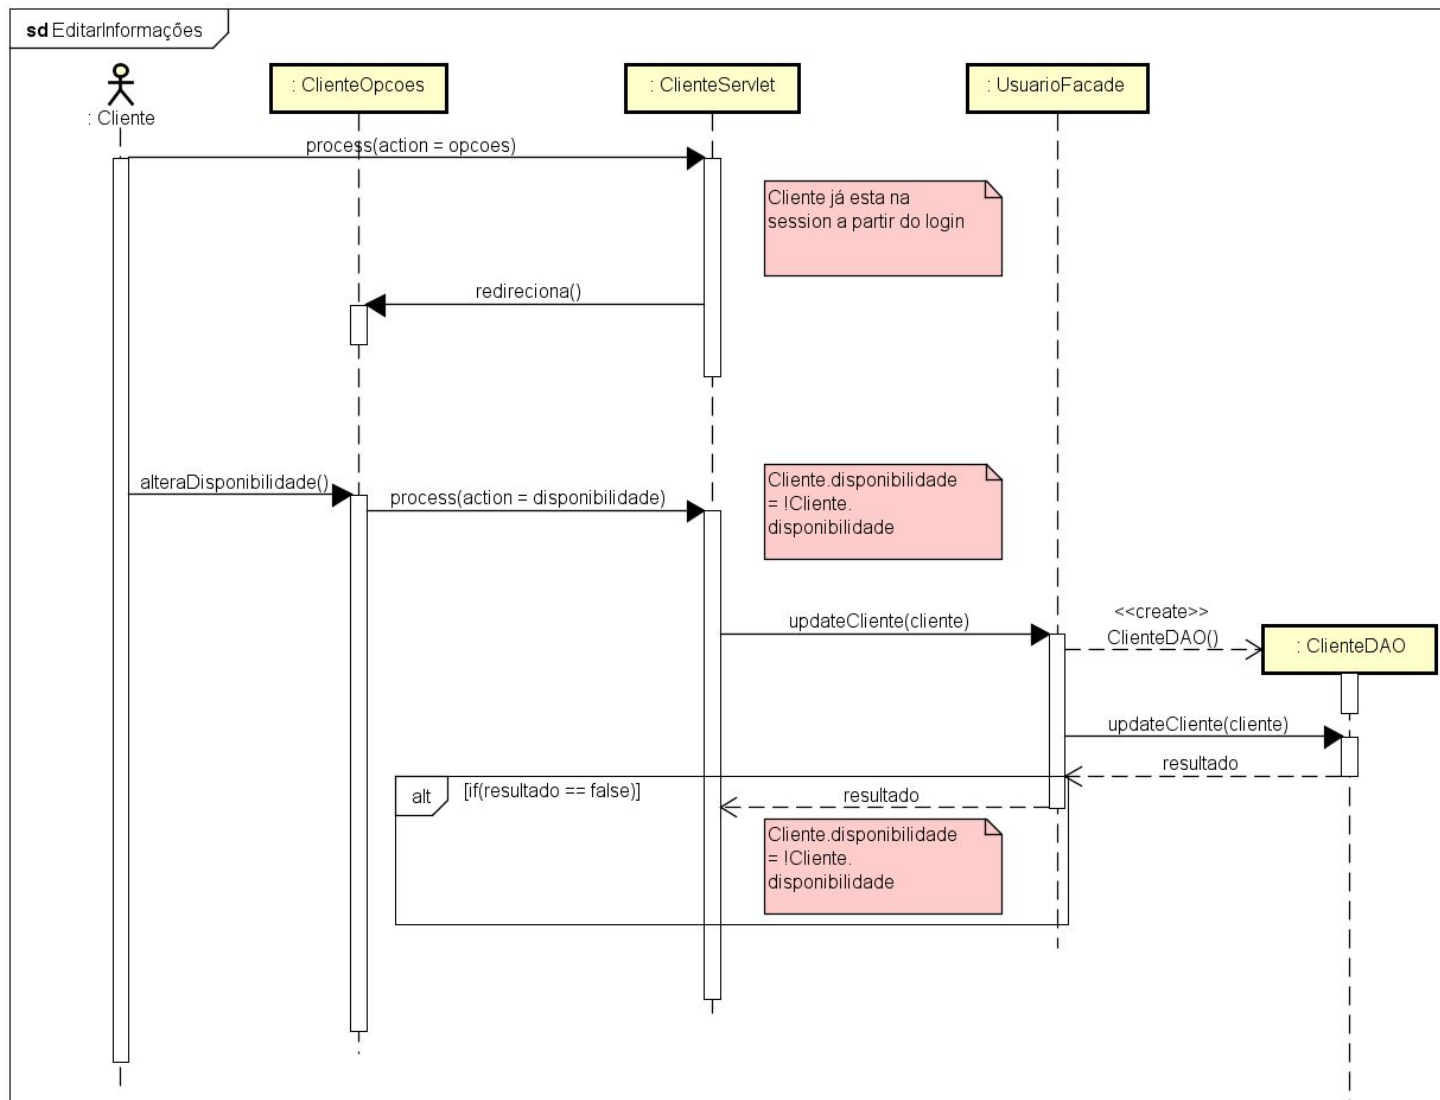 sd EditarInformações
: Cliente
: ClienteOpcoes
: ClienteServlet
: UsuarioFacade
process(action = opcoes)
Cliente já esta na
session a partir do login
redireciona()
alteraDisponibilidade()
process(action = disponibilidade)
Cliente.disponibilidade
= !Cliente.
disponibilidade
updateCliente(cliente)
<<create>>
ClienteDAO()
: ClienteDAO
updateCliente(cliente)
resultado
alt
[if(resultado == false)]
resultado
Cliente.disponibilidade
= !Cliente.
disponibilidade